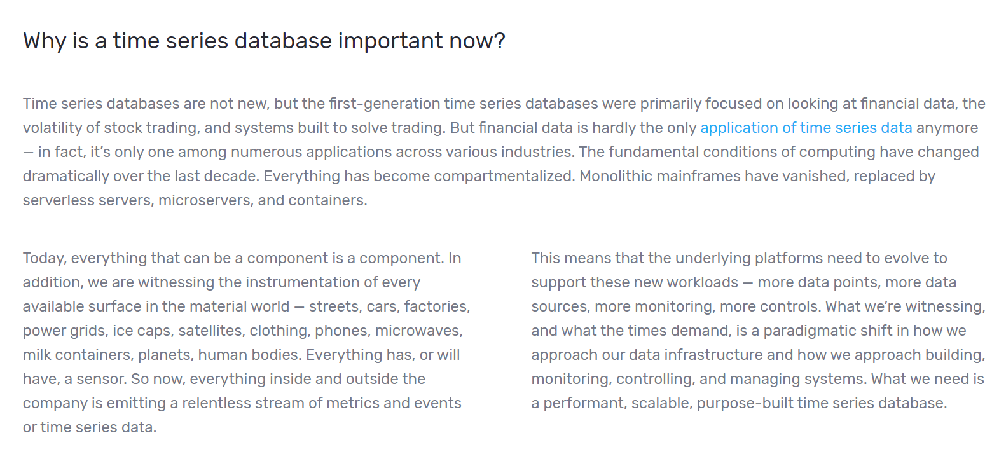 Why is a time series database important now?
Time series databases are not new, but the first-generation time series databases were primarily focused on looking at financial data, the
volatility of stock trading, and systems built to solve trading. But financial data is hardly the only application of time series data anymore
— in fact, it’s only one among numerous applications across various industries. The fundamental conditions of computing have changed
dramatically over the last decade. Everything has become compartmentalized. Monolithic mainframes have vanished, replaced by
serverless servers, microservers, and containers.
Today, everything that can be a component is a component. In
addition, we are witnessing the instrumentation of every
available surface in the material world — streets, cars, factories,
power grids, ice caps, satellites, clothing, phones, microwaves,
milk containers, planets, human bodies. Everything has, or will
have, a sensor. So now, everything inside and outside the
company is emitting a relentless stream of metrics and events
or time series data.
This means that the underlying platforms need to evolve to
support these new workloads — more data points, more data
sources, more monitoring, more controls. What we’re witnessing,
and what the times demand, is a paradigmatic shift in how we
approach our data infrastructure and how we approach building,
monitoring, controlling, and managing systems. What we need is
a performant, scalable, purpose-built time series database.